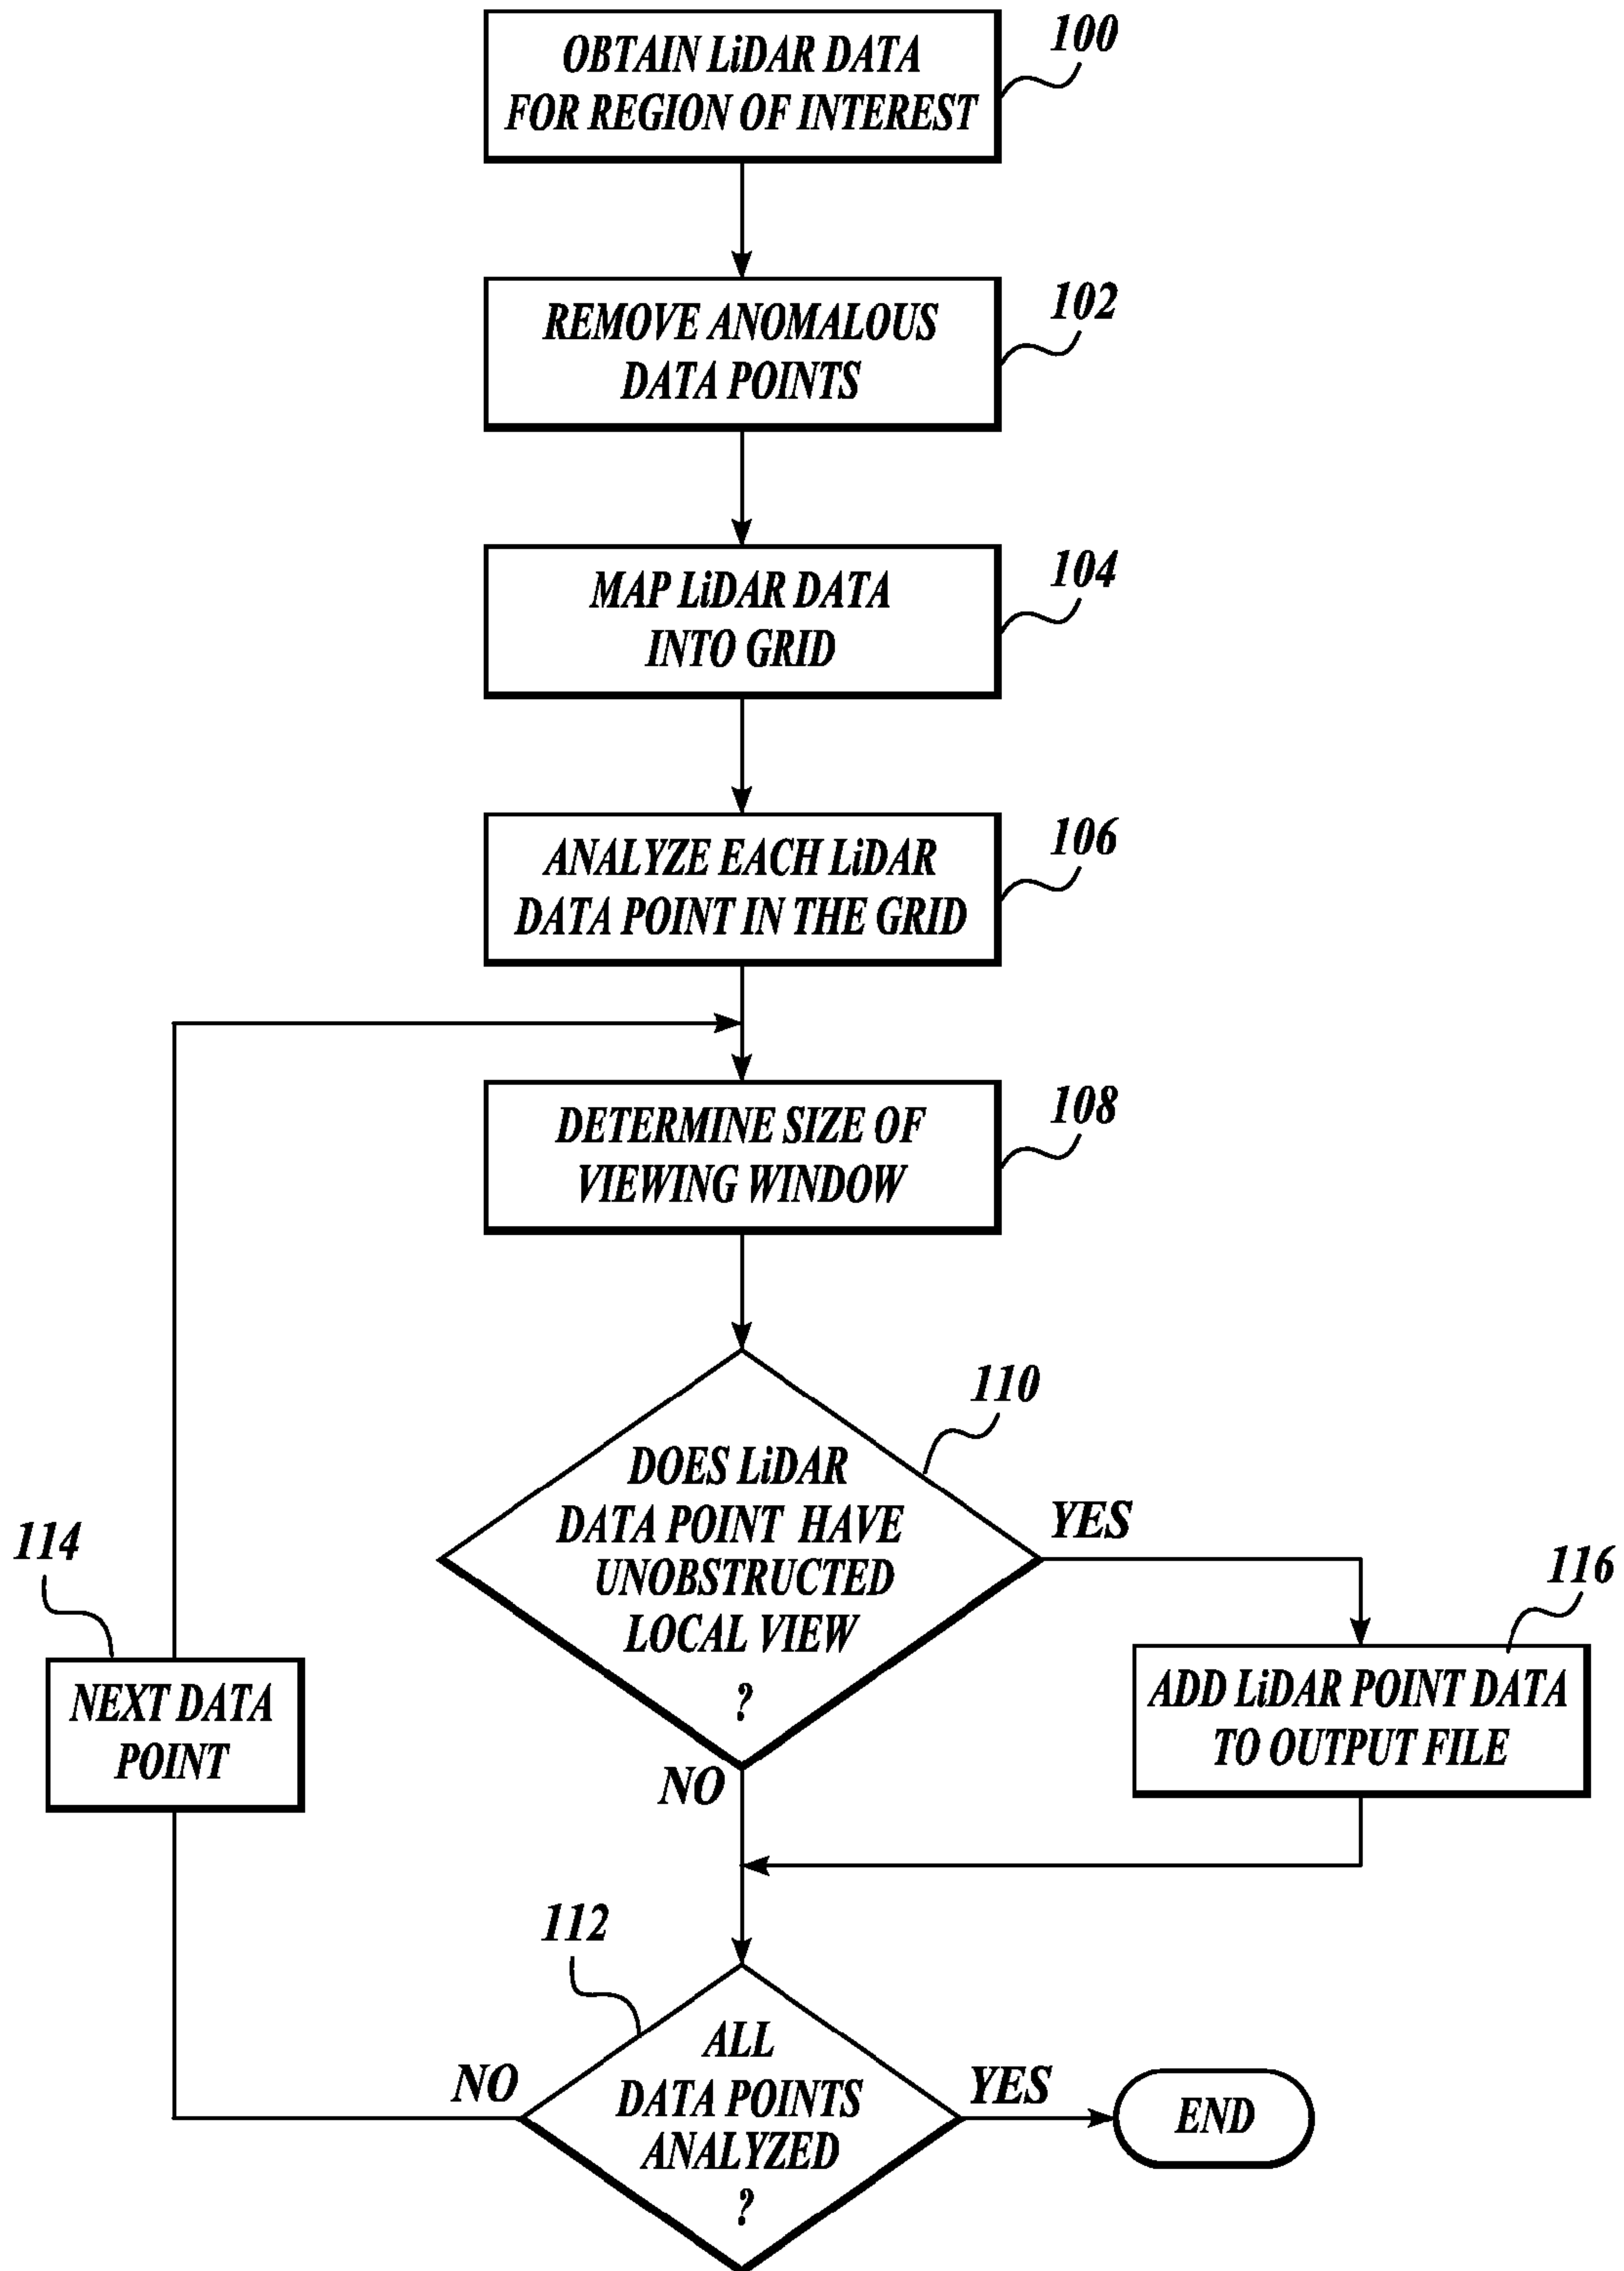 OBTAIN LiDAR DATA
FOR REGION OF INTEREST
100
REMOVE ANOMALOUS
DATA POINTS
102
MAP LiDAR DATA
INTO GRID
104
ANALYZE EACH LiDAR
DATA POINT IN THE GRID
106
DETERMINE SIZE OF
VIEWING WINDOW
108
DOES LiDAR
DATA POINT HAVE
UNOBSTRUCTED
LOCAL VIEW
?
110
YES
NO
114
NEXT DATA
POINT
116
ADD LiDAR POINT DATA
TO OUTPUT FILE
112
ALL
DATA POINTS
ANALYZED
?
NO
YES
END